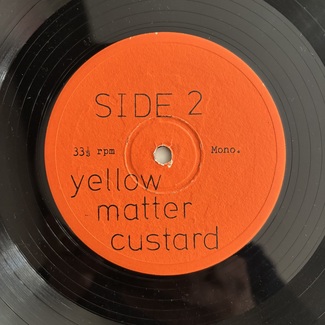 SIDE 2
33⅓ rpm Mono.
yellow
matter
custard